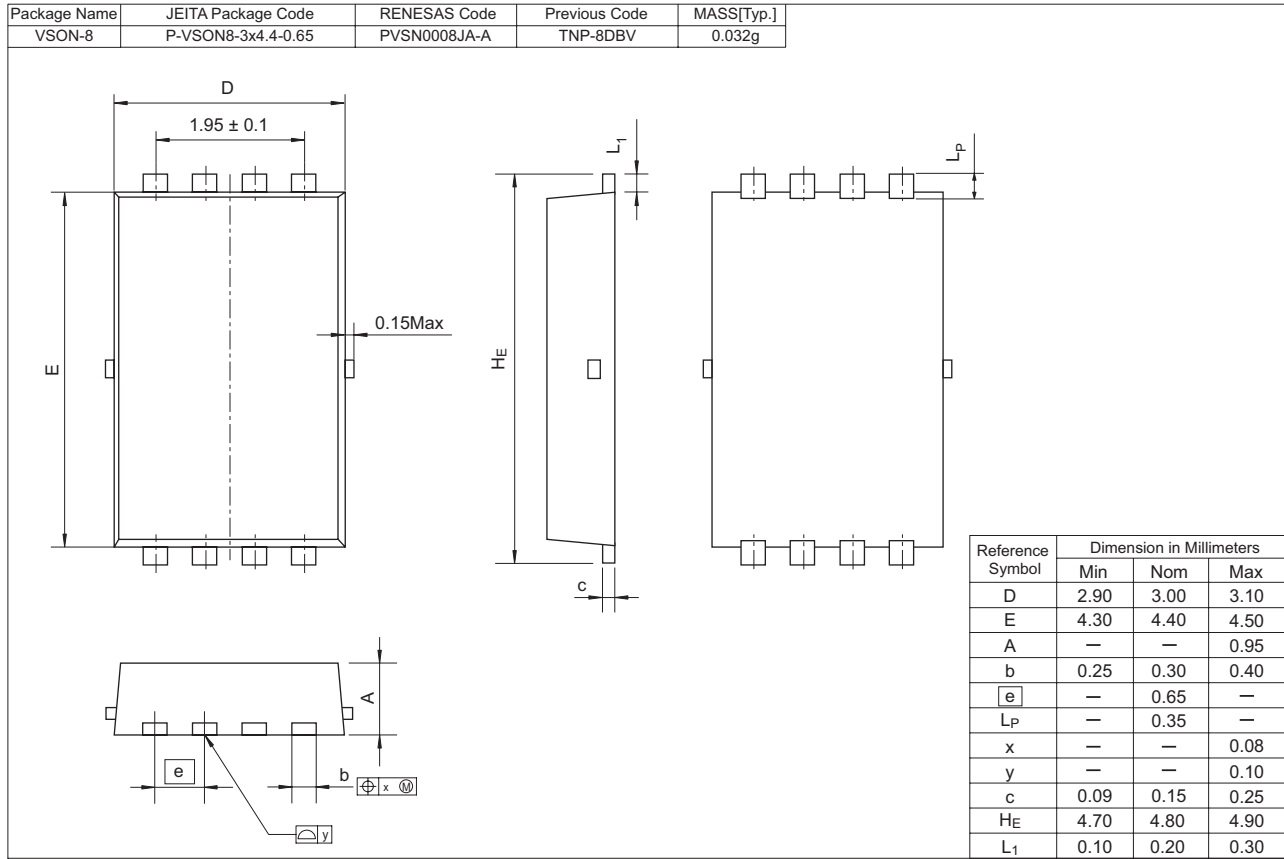 Package Name JEITA Package Code RENESAS Code Previous Code MASS[Typ.]
VSON-8 P-VSON8-3x4.4-0.65 PVSN0008JA-A TNP-8DBV 0.032g
D
1.95 ± 0.1
L1
LP
0.15Max
E
HE
c
A
e
b
x Ⓜ
y
Reference Symbol Dimension in Millimeters
Min Nom Max
D 2.90 3.00 3.10
E 4.30 4.40 4.50
A — — 0.95
b 0.25 0.30 0.40
e — 0.65 —
LP — 0.35 —
x — — 0.08
y — — 0.10
c 0.09 0.15 0.25
HE 4.70 4.80 4.90
L1 0.10 0.20 0.30